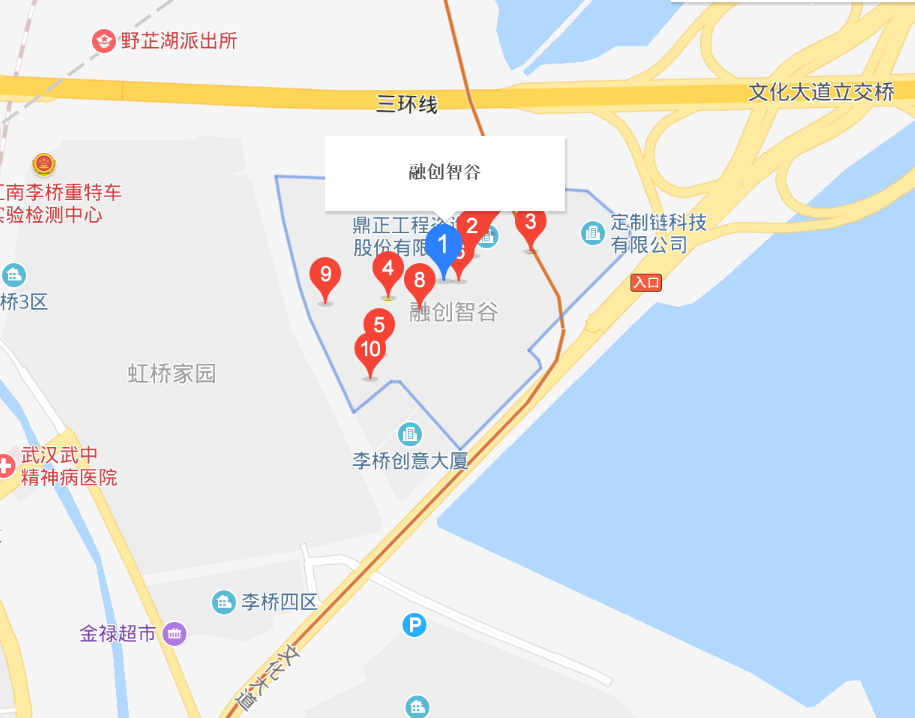 野芷湖派出所
三环线
文化大道立交桥
江南李桥重特车
实验检测中心
融创智谷
鼎正工程咨询
股份有限
定制链科技
有限公司
入口
1
2
3
4
5
6
8
9
10
融创智谷
桥3区
虹桥家园
武汉武中
精神病医院
李桥创意大厦
李桥四区
金禄超市
P
文化大道